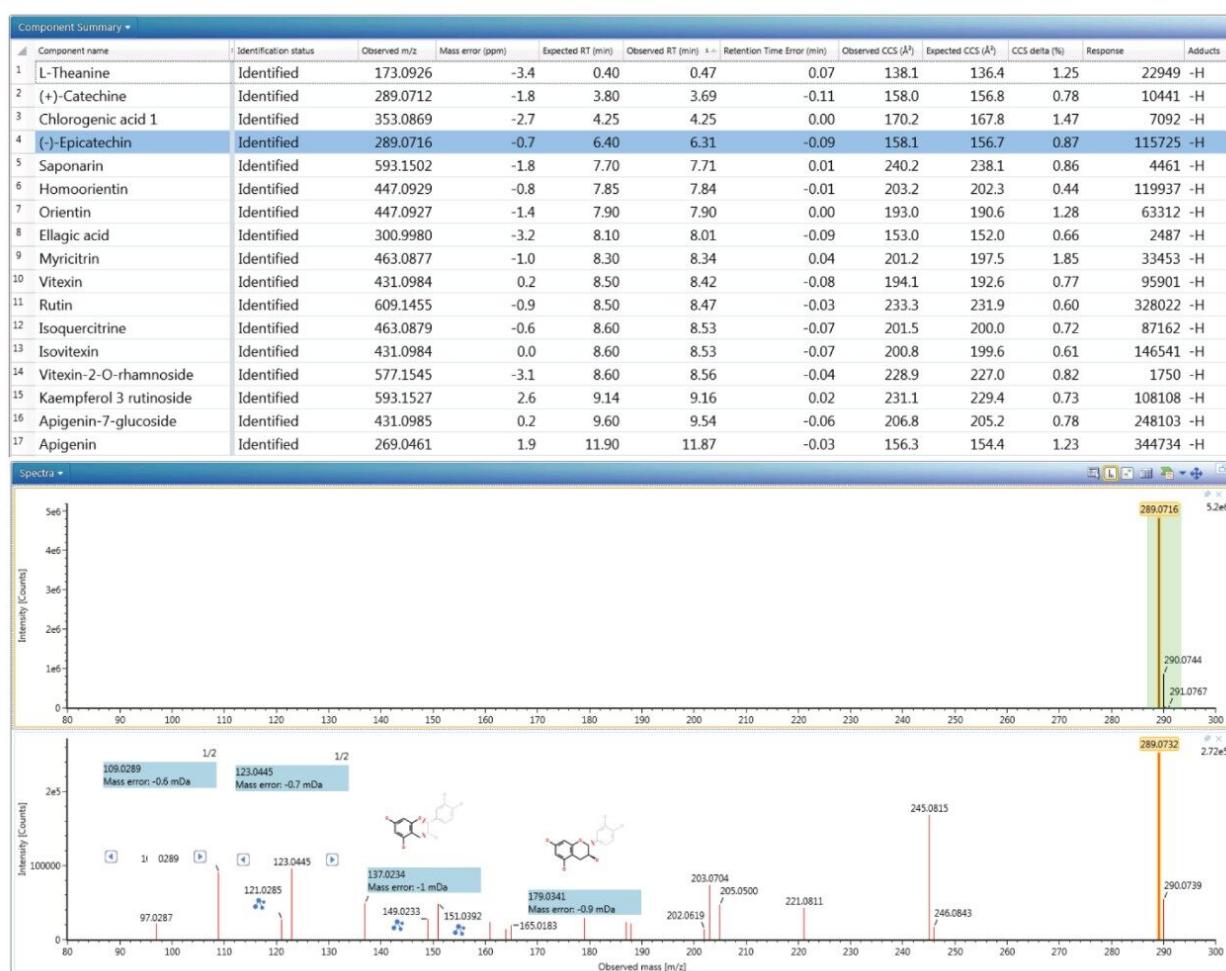 Component Summary
Component name Identification status Observed m/z Mass error (ppm) Expected RT (min) Observed RT (min) Retention Time Error (min) Observed CCS (Å²) Expected CCS (Å²) CCS delta (%) Response Adducts
1 L-Theanine Identified 173.0926 -3.4 0.40 0.47 0.07 138.1 136.4 1.25 22949 -H
2 (+)-Catechine Identified 289.0712 -1.8 3.80 3.69 -0.11 158.0 156.8 0.78 10441 -H
3 Chlorogenic acid 1 Identified 353.0869 -2.7 4.25 4.25 0.00 170.2 167.8 1.47 7092 -H
4 (-)-Epicatechin Identified 289.0716 -0.7 6.40 6.31 -0.09 158.1 156.7 0.87 115725 -H
5 Saponarin Identified 593.1502 -1.8 7.70 7.71 0.01 240.2 238.1 0.86 4461 -H
6 Homoorientin Identified 447.0929 -0.8 7.85 7.84 -0.01 203.2 202.3 0.44 119937 -H
7 Orientin Identified 447.0927 -1.4 7.90 7.90 0.00 193.0 190.6 1.28 63312 -H
8 Ellagic acid Identified 300.9980 -3.2 8.10 8.01 -0.09 153.0 152.0 0.66 2487 -H
9 Myricitrin Identified 463.0877 -1.0 8.30 8.34 0.04 201.2 197.5 1.85 33453 -H
10 Vitexin Identified 431.0984 0.2 8.50 8.42 -0.08 194.1 192.6 0.77 95901 -H
11 Rutin Identified 609.1455 -0.9 8.50 8.47 -0.03 233.3 231.9 0.60 328022 -H
12 Isoquercitrine Identified 463.0879 -0.6 8.60 8.53 -0.07 201.5 200.0 0.72 87162 -H
13 Isovitexin Identified 431.0984 0.0 8.60 8.53 -0.07 200.8 199.6 0.61 146541 -H
14 Vitexin-2-O-rhamnoside Identified 577.1545 -3.1 8.60 8.56 -0.04 228.9 227.0 0.82 1750 -H
15 Kaempferol 3 rutinoside Identified 593.1527 2.6 9.14 9.16 0.02 231.1 229.4 0.73 108108 -H
16 Apigenin-7-glucoside Identified 431.0985 0.2 9.60 9.54 -0.06 206.8 205.2 0.78 248103 -H
17 Apigenin Identified 269.0461 1.9 11.90 11.87 -0.03 156.3 154.4 1.23 344734 -H
Spectra
289.0716 5.2e6
5e6
4e6
3e6
2e6
1e6
0
Intensity [Counts]
290.0744
291.0767
80 90 100 110 120 130 140 150 160 170 180 190 200 210 220 230 240 250 260 270 280 290 300
289.0732 2.72e5
1/2 1/2
109.0289
Mass error: -0.6 mDa
123.0445
Mass error: -0.7 mDa
2e5
100000
0
Intensity [Counts]
137.0234
Mass error: -1 mDa
179.0341
Mass error: -0.9 mDa
0289
123.0445
121.0285
97.0287
149.0233
151.0392
165.0183
203.0704
205.0500
202.0619
221.0811
245.0815
246.0843
290.0739
80 90 100 110 120 130 140 150 160 170 180 190 200 210 220 230 240 250 260 270 280 290 300
Observed mass [m/z]